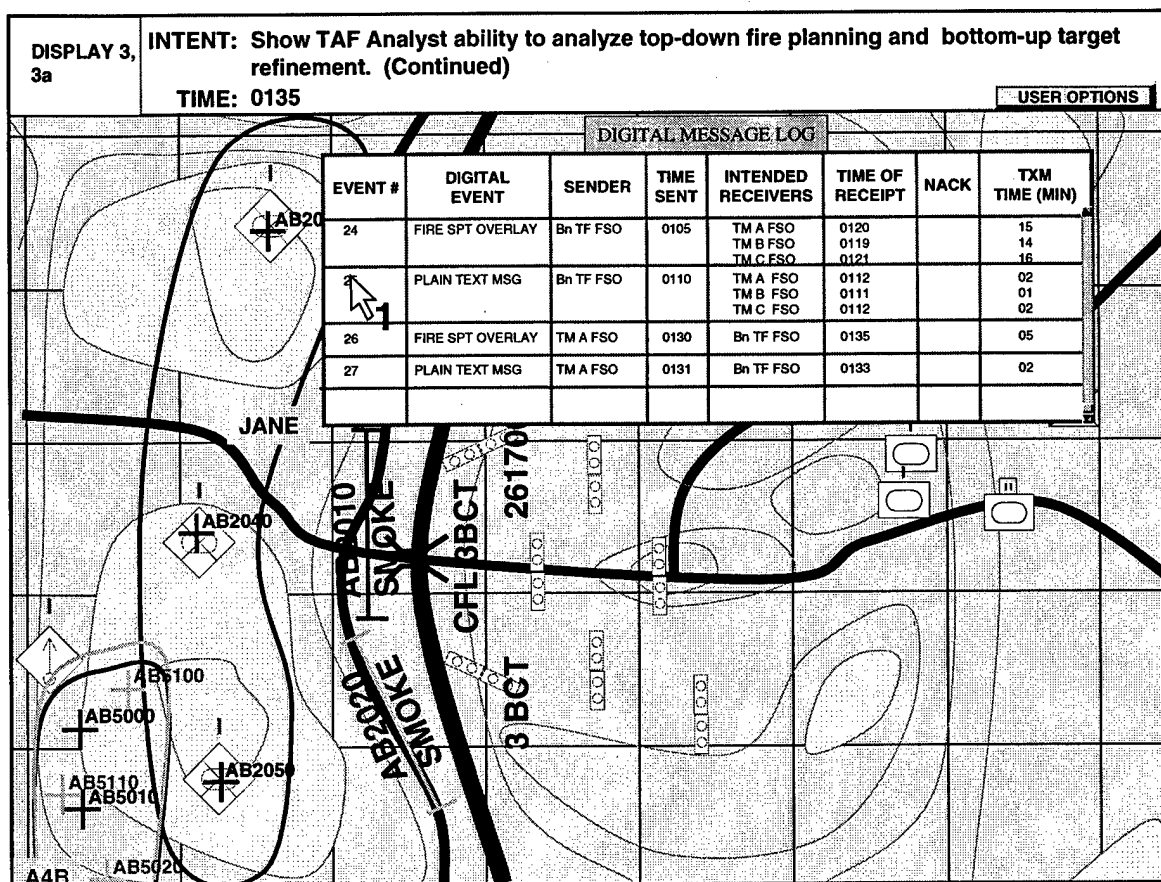 DISPLAY 3,
3a
INTENT: Show TAF Analyst ability to analyze top-down fire planning and bottom-up target
refinement. (Continued)
TIME: 0135
USER OPTIONS
DIGITAL MESSAGE LOG
EVENT # DIGITAL EVENT SENDER TIME SENT INTENDED RECEIVERS TIME OF RECEIPT NACK TXM TIME (MIN)
24 FIRE SPT OVERLAY Bn TF FSO 0105 TM A FSO 0120 15
TM B FSO 0119 14
TM C FSO 0121 16
PLAIN TEXT MSG Bn TF FSO 0110 TM A FSO 0112 02
TM B FSO 0111 01
TM C FSO 0112 02
1
26 FIRE SPT OVERLAY TM A FSO 0130 Bn TF FSO 0135 05
27 PLAIN TEXT MSG TM A FSO 0131 Bn TF FSO 0133 02
AB20
JANE
AB2040
SMOKE
CFL 3BCT
26170
AB5100
AB5000
AB2020
SMOKE
3 BCT
AB2050
AB5110
AB5010
AB5020
A4B